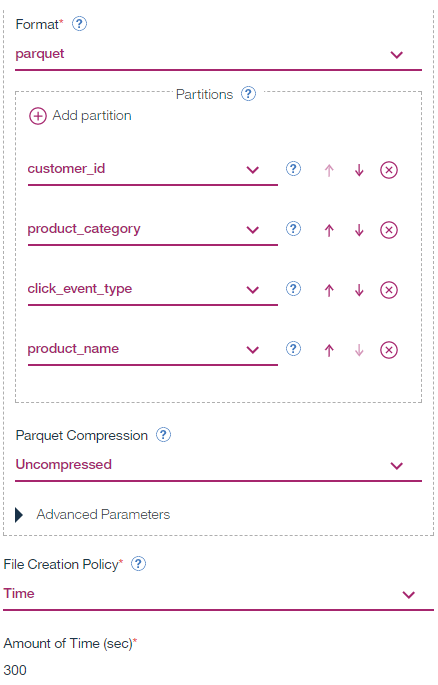 Format* ?
parquet
Partitions ?
Add partition
customer_id ?
product_category ?
click_event_type ?
product_name ?
Parquet Compression ?
Uncompressed
Advanced Parameters
File Creation Policy* ?
Time
Amount of Time (sec)*
300